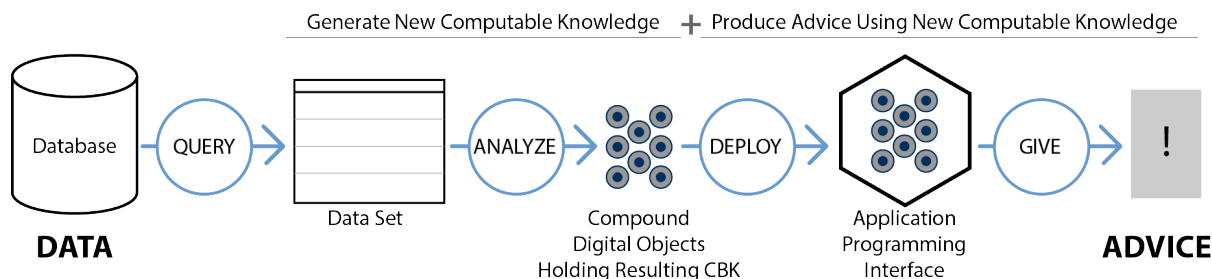 Generate New Computable Knowledge + Produce Advice Using New Computable Knowledge
Database
QUERY
Data Set
ANALYZE
Compound
Digital Objects
Holding Resulting CBK
DEPLOY
Application
Programming
Interface
GIVE
!
DATA
ADVICE